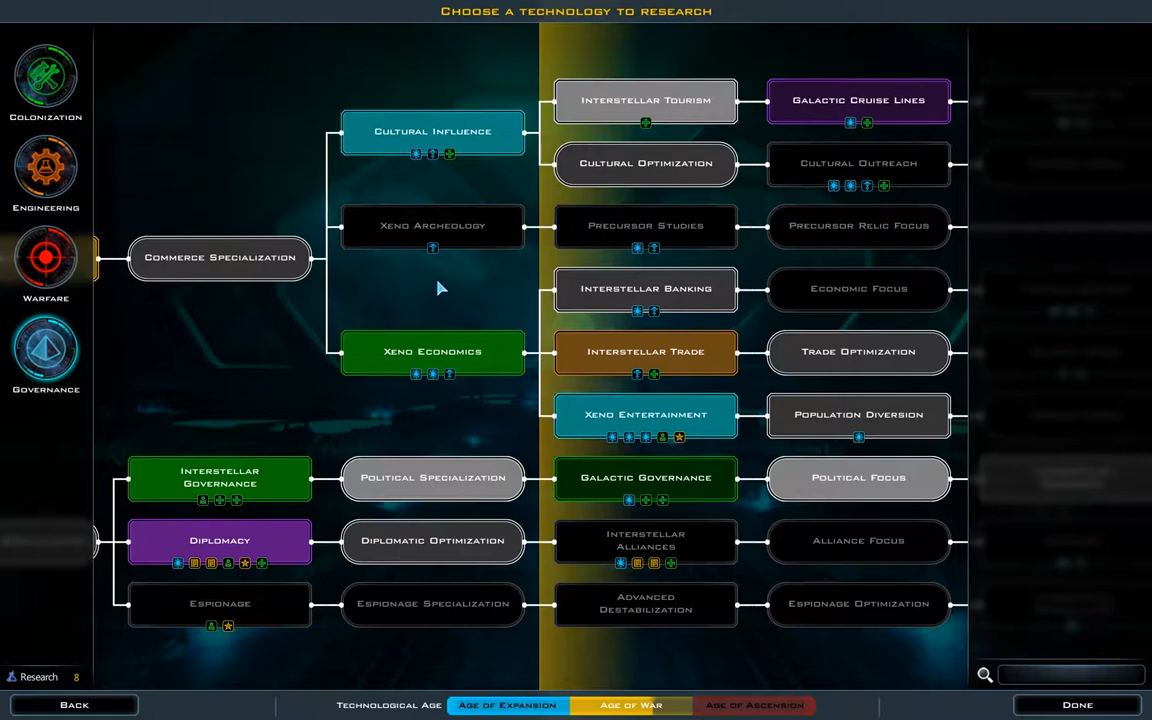 Choose a technology to research
Colonization
Engineering
Warfare
Governance
Commerce Specialization
Cultural Influence
Xeno Archeology
Xeno Economics
Interstellar Tourism
Galactic Cruise Lines
Cultural Optimization
Cultural Outreach
Precursor Studies
Precursor Relic Focus
Interstellar Banking
Economic Focus
Interstellar Trade
Trade Optimization
Xeno Entertainment
Population Diversion
Interstellar
Governance
Political Specialization
Galactic Governance
Political Focus
Diplomacy
Diplomatic Optimization
Interstellar
Alliances
Alliance Focus
Espionage
Espionage Specialization
Advanced
Destabilization
Espionage Optimization
Research 8
Back
Technological Age
Age of Expansion
Age of War
Age of Ascension
Done